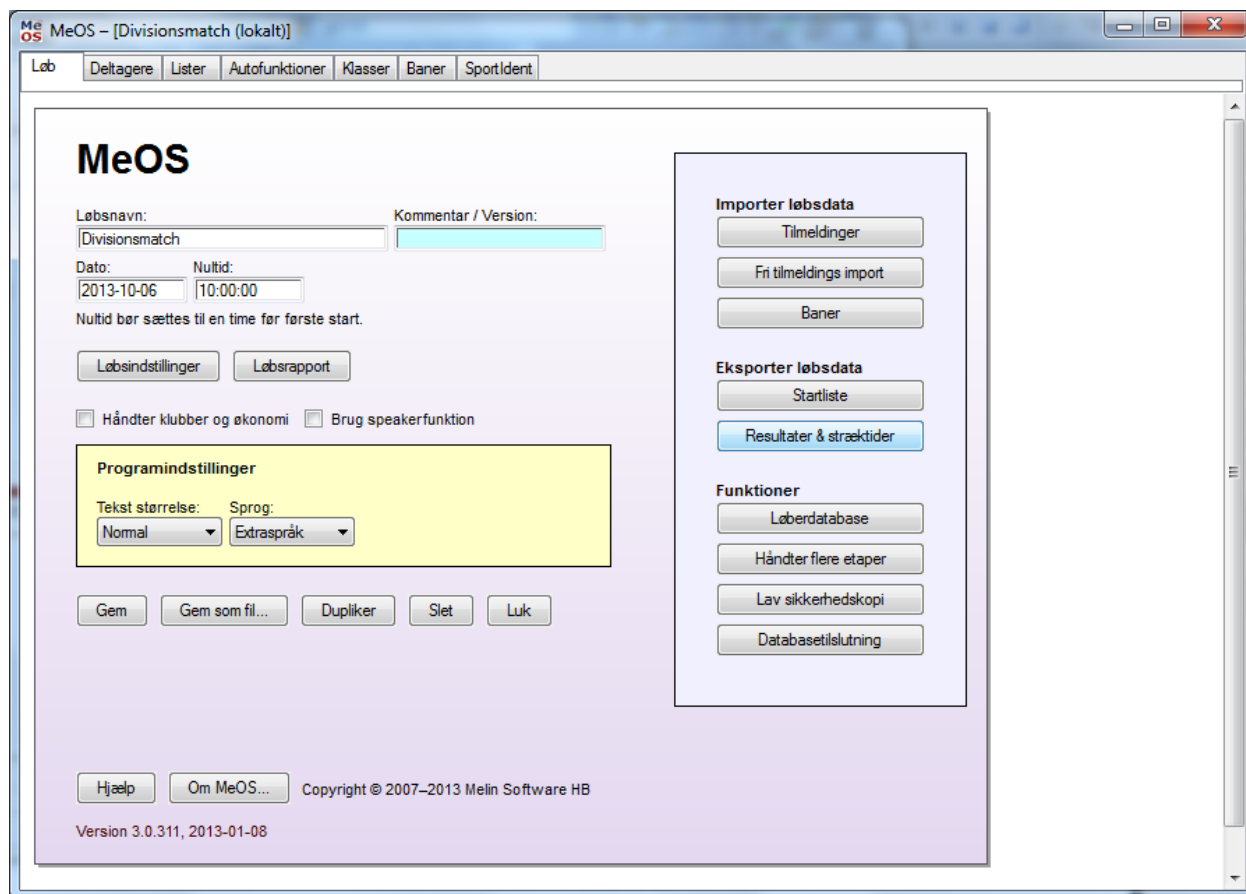 MeOS – [Divisionsmatch (lokalt)]
Løb Deltagere Lister Autofunktioner Klasser Baner SportIdent
MeOS
Løbsnavn: Kommentar / Version:
Divisionsmatch
Dato: Nultid:
2013-10-06 10:00:00
Nultid bør sættes til en time før første start.
Løbsindstillinger Løbsrapport
Håndter klubber og økonomi Brug speakerfunktion
Programindstillinger
Tekst størrelse: Sprog:
Normal Extraspråk
Gem Gem som fil... Dupliker Slet Luk
Importer løbsdata
Tilmeldinger
Fri tilmeldings import
Baner
Eksporter løbsdata
Startliste
Resultater & stræktider
Funktioner
Løberdatabase
Håndter flere etaper
Lav sikkerhedskopi
Databasetilslutning
Hjælp Om MeOS... Copyright © 2007–2013 Melin Software HB
Version 3.0.311, 2013-01-08